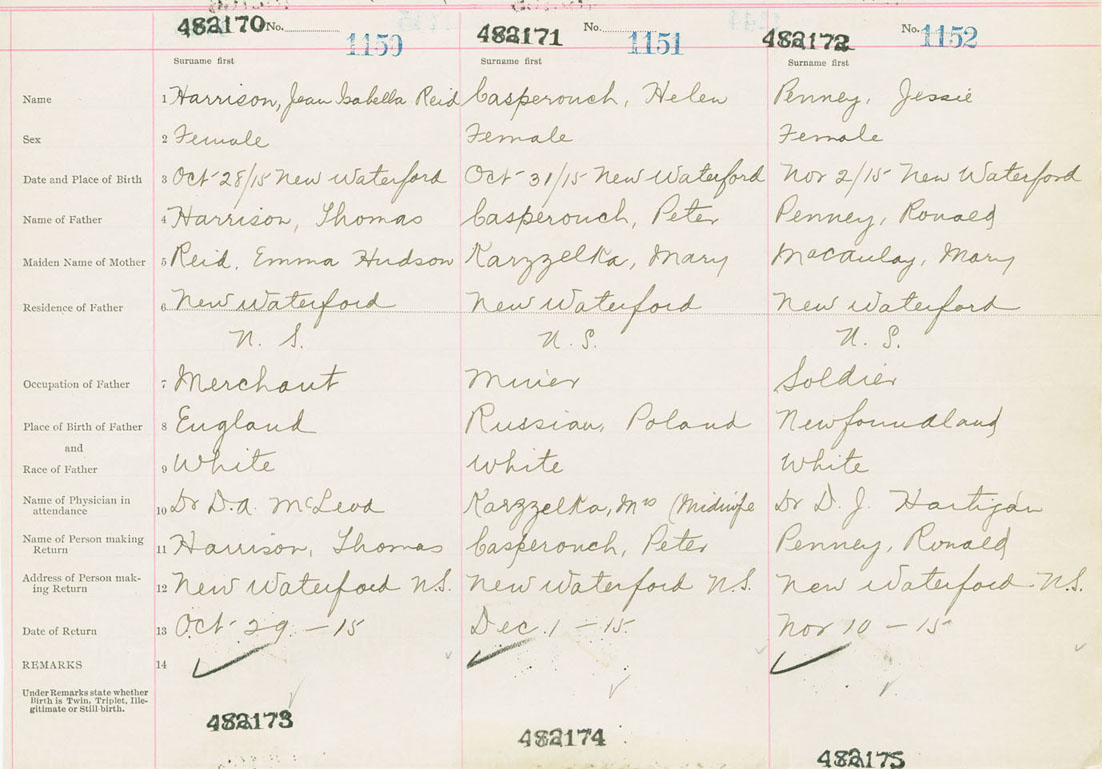 482170 No. 1150 482171 No. 1151 482172 No. 1152
Surname first Surname first Surname first
Name 1 Harrison, Jean Isabella Reid Casperouch, Helen Penney, Jessie
Sex 2 Female Female Female
Date and Place of Birth 3 Oct 28/15 New Waterford Oct 31/15 New Waterford Nov 2/15 New Waterford
Name of Father 4 Harrison, Thomas Casperouch, Peter Penney, Ronald
Maiden Name of Mother 5 Reid, Emma Hudson Karzzelka, Mary Macaulay, Mary
Residence of Father 6 New Waterford New Waterford New Waterford
N. S. N. S. N. S.
Occupation of Father 7 Merchant Miner Soldier
Place of Birth of Father 8 England Russian, Poland Newfoundland
and
Race of Father 9 White White White
Name of Physician in
attendance 10 Dr D.A. McLeod Karzzelka, Mrs (Midwife Dr D. J. Hartigan
Name of Person making
Return 11 Harrison, Thomas Casperouch, Peter Penney, Ronald
Address of Person mak-
ing Return 12 New Waterford N.S. New Waterford N.S. New Waterford N.S.
Date of Return 13 Oct 29 - 15 Dec. 1 - 15 Nov 10 - 15
REMARKS 14
Under Remarks state whether
Birth is Twin, Triplet, Ille-
gitimate or Still-birth.
482173 482174 482175